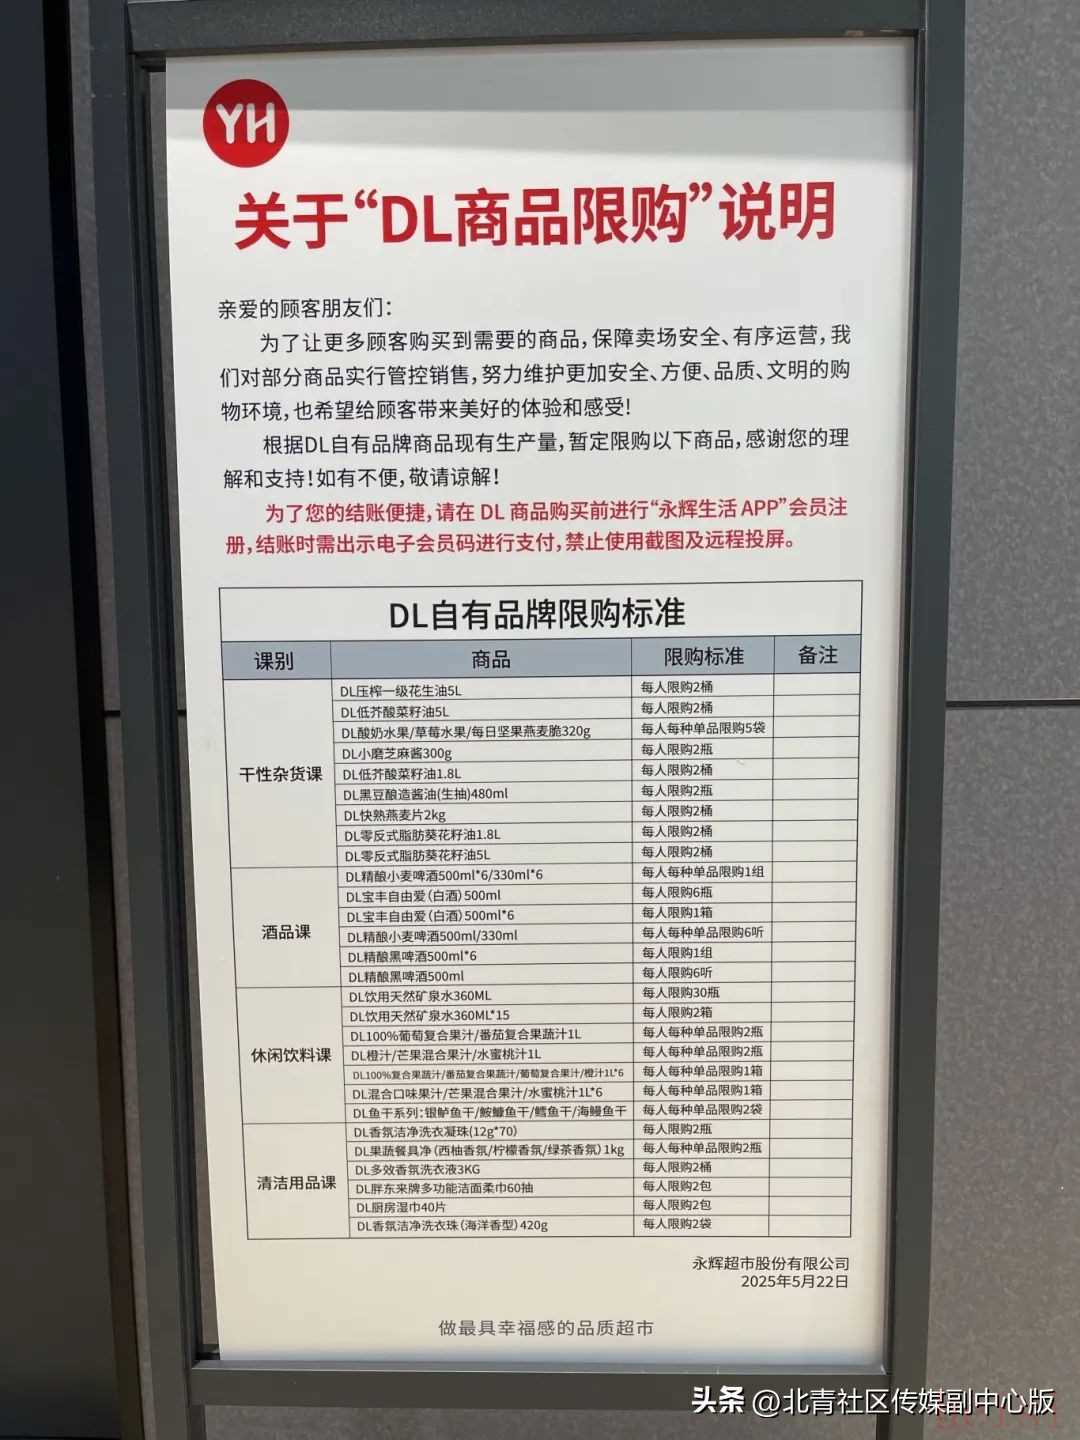 YH
关于“DL商品限购”说明
亲爱的顾客朋友们：
为了让更多顾客购买到需要的商品，保障卖场安全、有序运营，我
们对部分商品实行管控销售，努力维护更加安全、方便、品质、文明的购
物环境，也希望给顾客带来美好的体验和感受！
根据DL自有品牌商品现有生产量，暂定限购以下商品，感谢您的理
解和支持！如有不便，敬请谅解！
为了您的结账便捷，请在 DL 商品购买前进行“永辉生活 APP”会员注
册，结账时需出示电子会员码进行支付，禁止使用截图及远程投屏。
DL自有品牌限购标准
课别 商品 限购标准 备注
干性杂货课
DL压榨一级花生油5L 每人限购2桶
DL低芥酸菜籽油5L 每人限购2桶
DL酸奶水果/草莓水果/每日坚果燕麦脆320g 每人每种单品限购5袋
DL小磨芝麻酱300g 每人限购2瓶
DL低芥酸菜籽油1.8L 每人限购2桶
DL黑豆酿造酱油(生抽)480ml 每人限购2瓶
DL快熟燕麦片2kg 每人限购2桶
DL零反式脂肪葵花籽油1.8L 每人限购2桶
DL零反式脂肪葵花籽油5L 每人限购2桶
酒品课
DL精酿小麦啤酒500ml*6/330ml*6 每人每种单品限购1组
DL宝丰自由爱（白酒）500ml 每人限购6瓶
DL宝丰自由爱（白酒）500ml*6 每人限购1箱
DL精酿小麦啤酒500ml/330ml 每人每种单品限购6听
DL精酿黑啤酒500ml*6 每人限购1组
DL精酿黑啤酒500ml 每人限购6听
休闲饮料课
DL饮用天然矿泉水360ML 每人限购30瓶
DL饮用天然矿泉水360ML*15 每人限购2箱
DL100%葡萄复合果汁/番茄复合果蔬汁1L 每人每种单品限购2瓶
DL橙汁/芒果混合果汁/水蜜桃汁1L 每人每种单品限购2瓶
DL100%复合果蔬汁/番茄复合果蔬汁/葡萄复合果汁/橙汁1L*6 每人每种单品限购1箱
DL混合口味果汁/芒果混合果汁/水蜜桃汁1L*6 每人每种单品限购1箱
DL鱼干系列：银鲈鱼干/鮟鱇鱼干/鳕鱼干/海鳗鱼干 每人每种单品限购2袋
清洁用品课
DL香氛洁净洗衣凝珠(12g*70) 每人限购2瓶
DL果蔬餐具净（西柚香氛/柠檬香氛/绿茶香氛）1kg 每人每种单品限购2瓶
DL多效香氛洗衣液3KG 每人限购2桶
DL胖东来牌多功能洁面柔巾60抽 每人限购2包
DL厨房湿巾40片 每人限购2包
DL香氛洁净洗衣珠（海洋香型）420g 每人限购2袋
永辉超市股份有限公司
2025年5月22日
做最具幸福感的品质超市
头条 @北青社区传媒副中心版